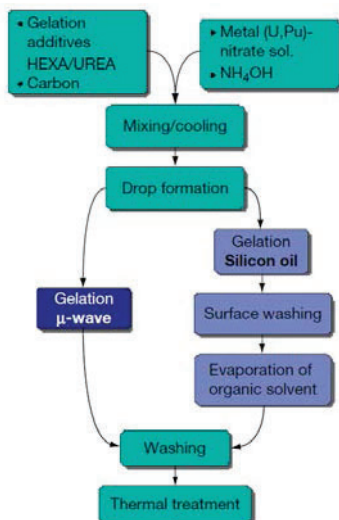 Gelation
additives
HEXA/UREA
Carbon
Metal (U,Pu)-
nitrate sol.
NH4OH
Mixing/cooling
Drop formation
Gelation
Silicon oil
Gelation
μ-wave
Surface washing
Evaporation of
organic solvent
Washing
Thermal treatment